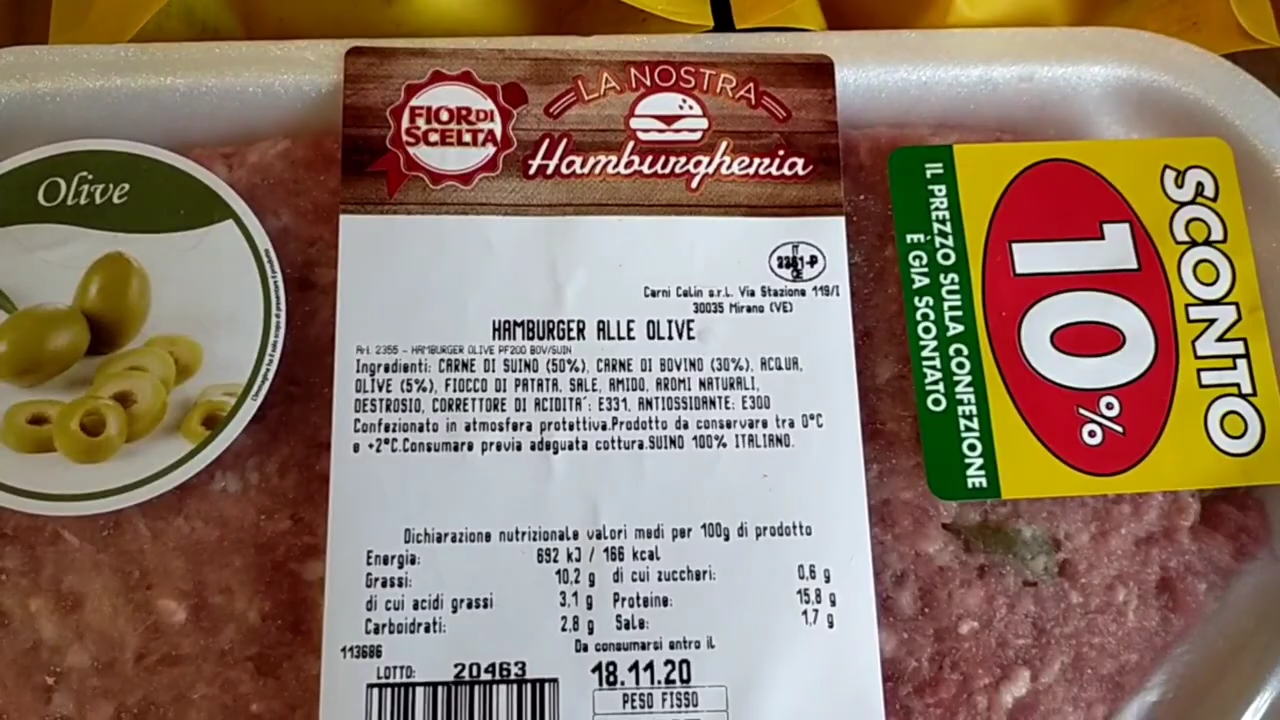 Olive
FIOR DI
SCELTA
LA NOSTRA
Hamburgheria
IT
2361-P
CE
Carni Celin s.r.l. Via Stazione 119/I
30035 Mirano (VE)
HAMBURGER ALLE OLIVE
Art. 2355 - HAMBURGER OLIVE PF200 BOV/SUIN
Ingredienti: CARNE DI SUINO (50%), CARNE DI BOVINO (30%), ACQUA,
OLIVE (5%), FIOCCO DI PATATA, SALE, AMIDO, AROMI NATURALI,
DESTROSIO, CORRETTORE DI ACIDITA': E331, ANTIOSSIDANTE: E300
Confezionato in atmosfera protettiva.Prodotto da conservare tra 0°C
e +2°C.Consumare previa adeguata cottura.SUINO 100% ITALIANO.
Dichiarazione nutrizionale valori medi per 100g di prodotto
Energia: 692 kJ / 166 kcal
Grassi: 10,2 g di cui zuccheri: 0,6 g
di cui acidi grassi 3,1 g Proteine: 15,8 g
Carboidrati: 2,8 g Sale: 1,7 g
113686
Da consumarsi entro il
LOTTO: 20463
18.11.20
PESO FISSO
SCONTO
10%
IL PREZZO SULLA CONFEZIONE
È GIA SCONTATO